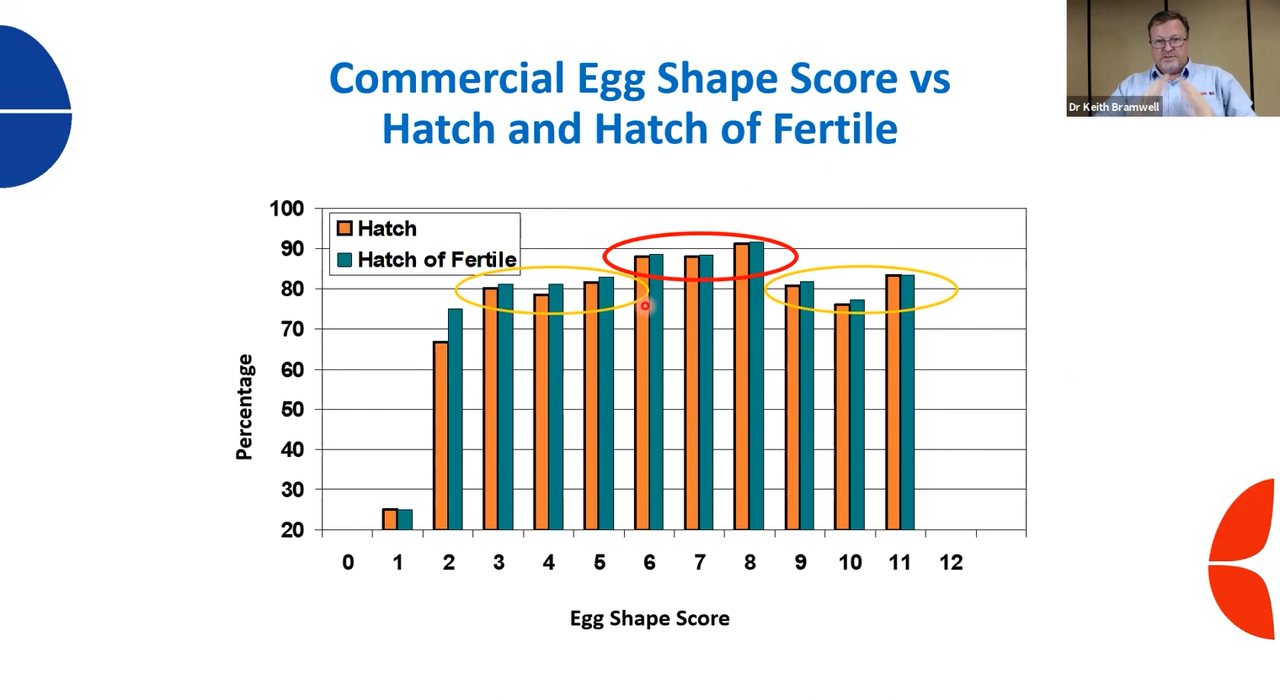 Commercial Egg Shape Score vs
Hatch and Hatch of Fertile
Dr Keith Bramwell
Hatch
Hatch of Fertile
100
90
80
70
60
50
40
30
20
Percentage
0 1 2 3 4 5 6 7 8 9 10 11 12
Egg Shape Score